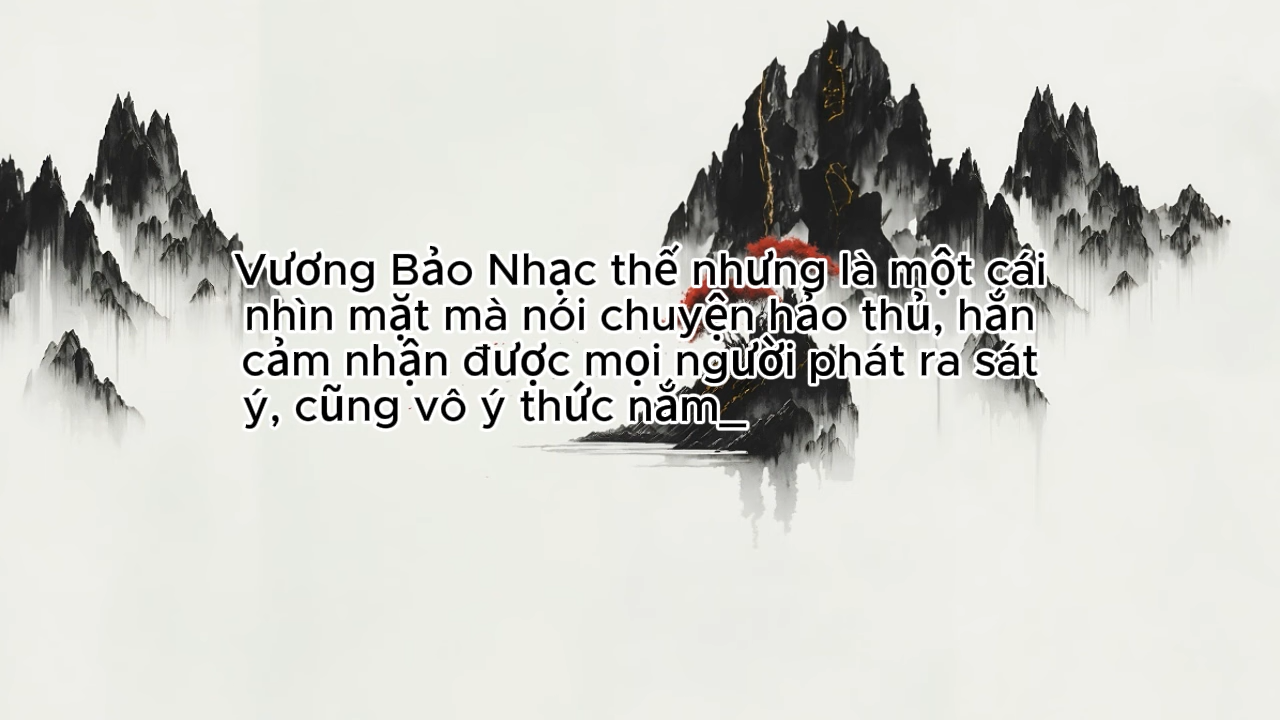 Vương Bảo Nhạc thế nhưng là một cái
nhìn mặt mà nói chuyện hảo thủ, hắn
cảm nhận được mọi người phát ra sát
ý, cũng vô ý thức nắm_